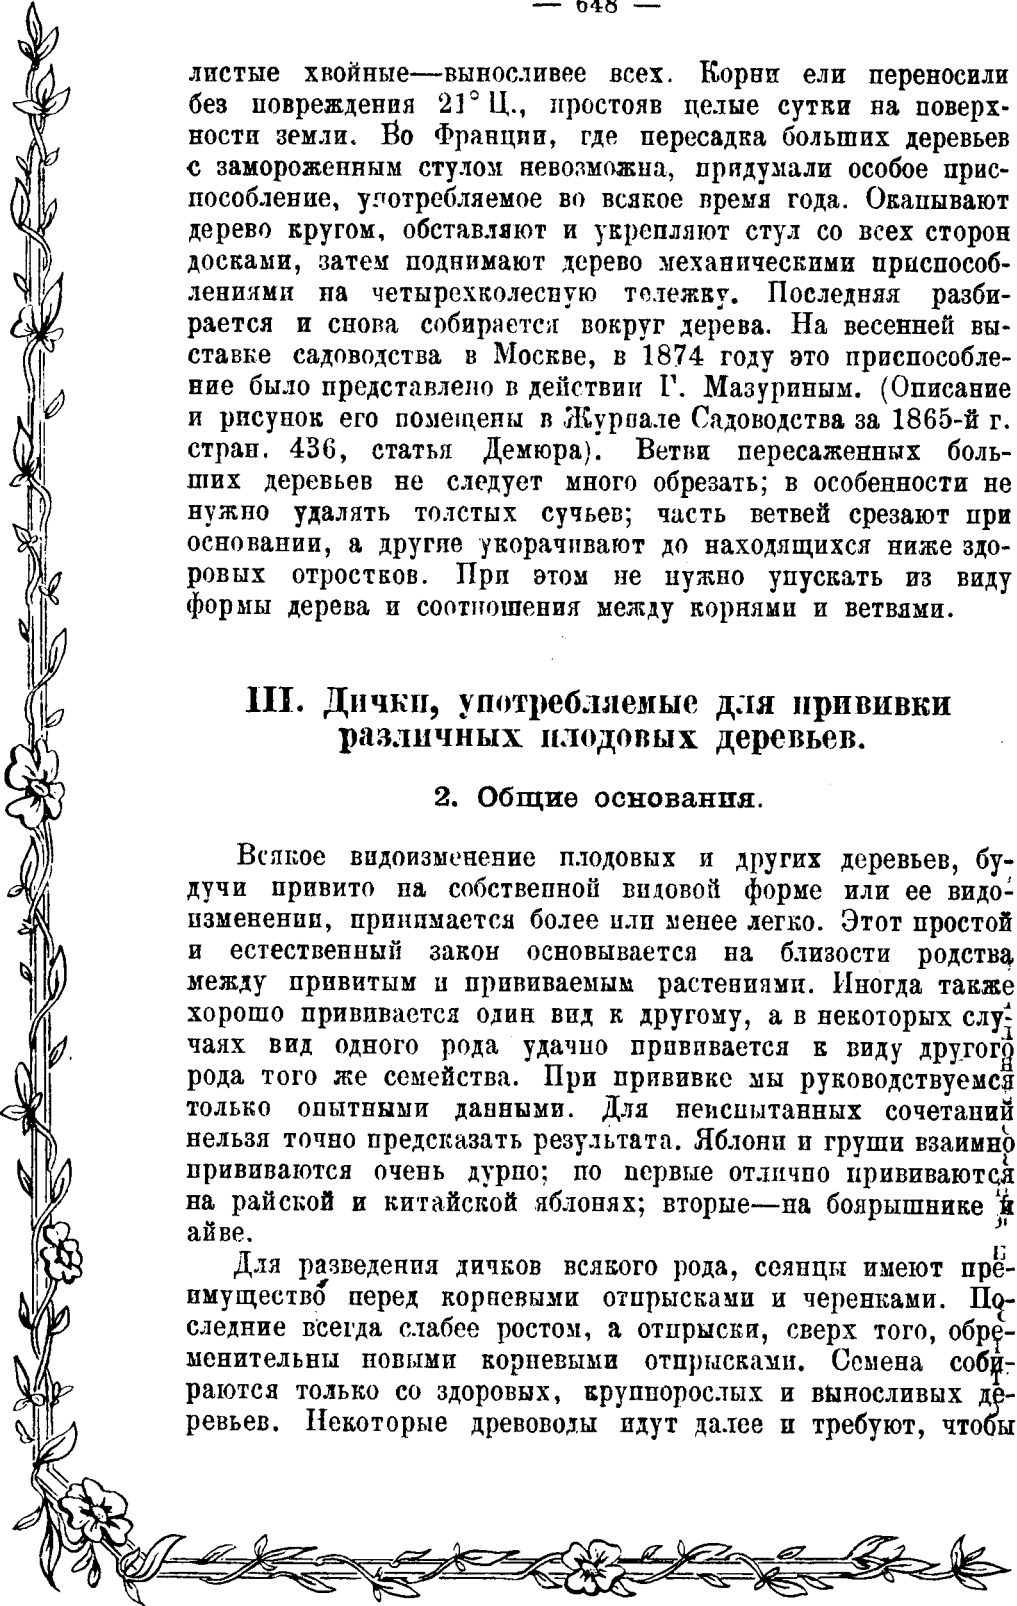 — 648 —
листые хвойные—выносливее всех. Корни ели переносили
без повреждения 21° Ц., простояв целые сутки на поверх-
ности земли. Во Франции, где пересадка больших деревьев
с замороженным стулом невозможна, придумали особое прис-
пособление, употребляемое во всякое время года. Окапывают
дерево кругом, обставляют и укрепляют стул со всех сторон
досками, затем поднимают дерево механическими приспособ-
лениями на четырехколесную тележку. Последняя разби-
рается и снова собирается вокруг дерева. На весенней вы-
ставке садоводства в Москве, в 1874 году это приспособле-
ние было представлено в действии Г. Мазуриным. (Описание
и рисунок его помещены в Журнале Садоводства за 1865-й г.
стран. 436, статья Демюра). Ветви пересаженных боль-
ших деревьев не следует много обрезать; в особенности не
нужно удалять толстых сучьев; часть ветвей срезают при
основании, а другие укорачивают до находящихся ниже здо-
ровых отростков. При этом не нужно упускать из виду
формы дерева и соотношения между корнями и ветвями.
III. Дички, употребляемые для прививки
различных плодовых деревьев.
2. Общие основания.
Всякое видоизменение плодовых и других деревьев, бу-
дучи привито на собственной видовой форме или ее видо-
изменении, принимается более или менее легко. Этот простой
и естественный закон основывается на близости родства
между привитым и прививаемым растениями. Иногда также
хорошо прививается один вид к другому, а в некоторых слу-
чаях вид одного рода удачно прививается к виду другого
рода того же семейства. При прививке мы руководствуемся
только опытными данными. Для неиспытанных сочетаний
нельзя точно предсказать результата. Яблони и груши взаимно
прививаются очень дурно; но первые отлично прививаются
на райской и китайской яблонях; вторые—на боярышнике и
айве.
Для разведения дичков всякого рода, сеянцы имеют пре-
имущество перед корневыми отпрысками и черенками. По-
следние всегда слабее ростом, а отпрыски, сверх того, обре-
менительны новыми корневыми отпрысками. Семена соби-
раются только со здоровых, крупнорослых и выносливых де-
ревьев. Некоторые древоводы идут далее и требуют, чтобы